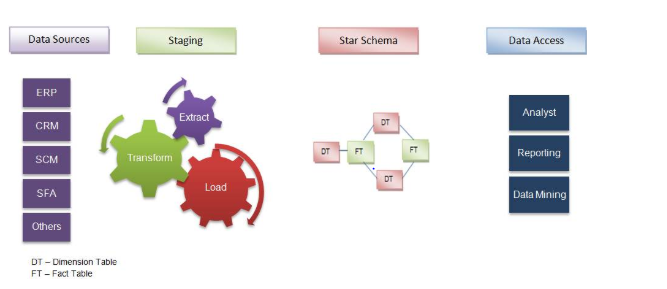 Data Sources
Staging
Star Schema
Data Access
ERP
CRM
SCM
SFA
Others
Extract
Transform
Load
DT
DT
FT
FT
DT
Analyst
Reporting
Data Mining
DT – Dimension Table
FT – Fact Table